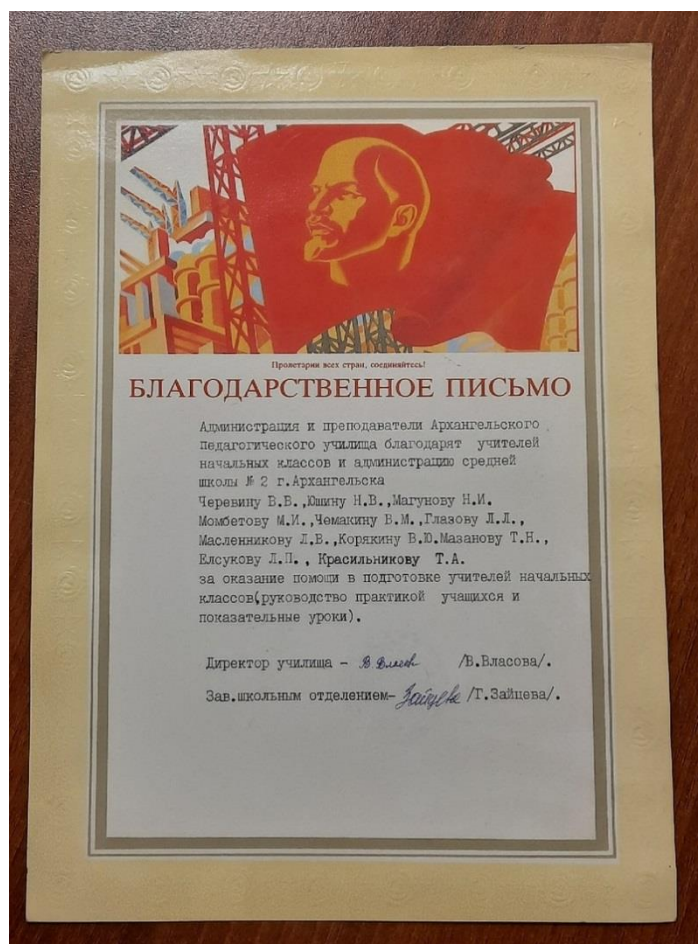 Пролетарии всех стран, соединяйтесь!
БЛАГОДАРСТВЕННОЕ ПИСЬМО
Администрация и преподаватели Архангельского
педагогического училища благодарят учителей
начальных классов и администрацию средней
школы № 2 г.Архангельска
Черевину В.В.,Юшину Н.В.,Магунову Н.И.
Момбетову М.И.,Чемакину В.М.,Глазову Л.Л.,
Масленникову Л.В.,Корякину В.Ю.Мазанову Т.Н.,
Елсукову Л.П., Красильникову Т.А.
за оказание помощи в подготовке учителей начальных
классов(руководство практикой учащихся и
показательные уроки).
Директор училища - В Власов /В.Власова/.
Зав.школьным отделением- Зайцева /Г.Зайцева/.